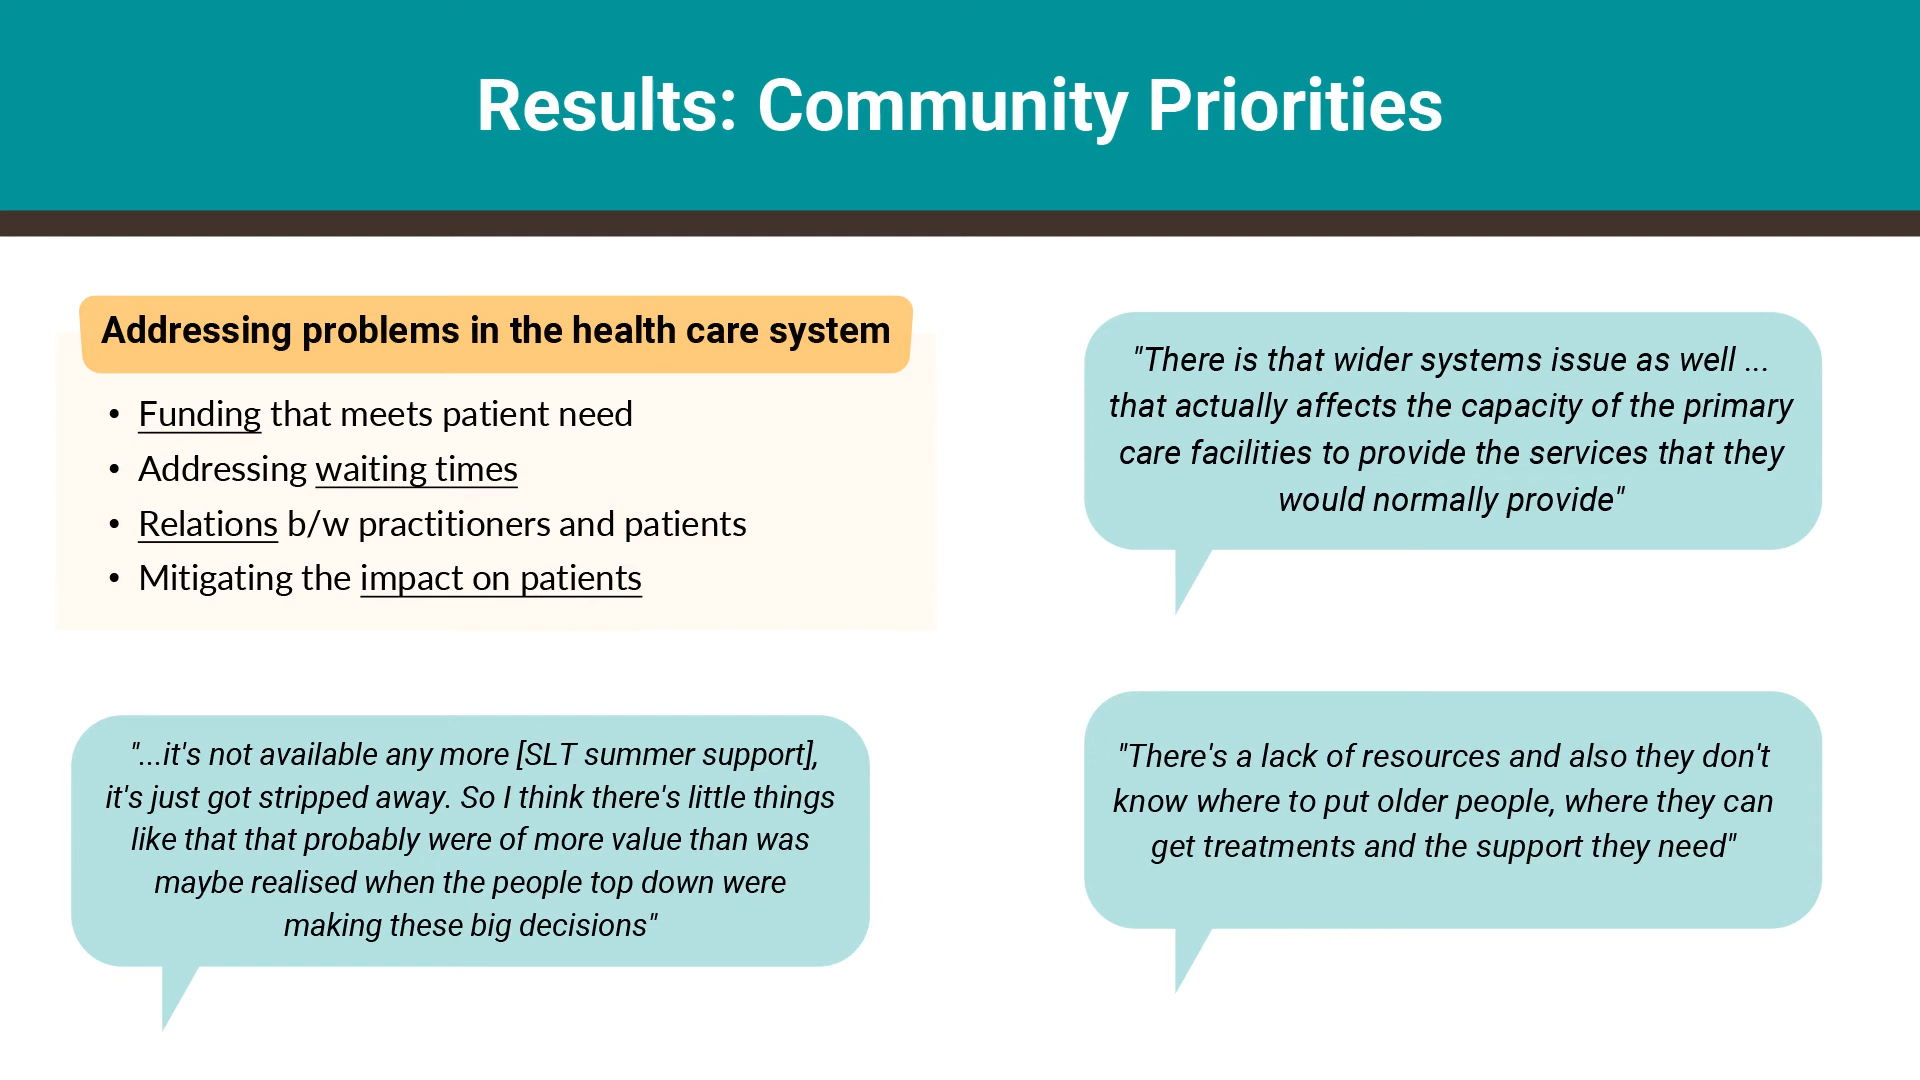 Results: Community Priorities
Addressing problems in the health care system
• Funding that meets patient need
• Addressing waiting times
• Relations b/w practitioners and patients
• Mitigating the impact on patients
"There is that wider systems issue as well ...
that actually affects the capacity of the primary
care facilities to provide the services that they
would normally provide"
"...it's not available any more [SLT summer support],
it's just got stripped away. So I think there's little things
like that that probably were of more value than was
maybe realised when the people top down were
making these big decisions"
"There's a lack of resources and also they don't
know where to put older people, where they can
get treatments and the support they need"